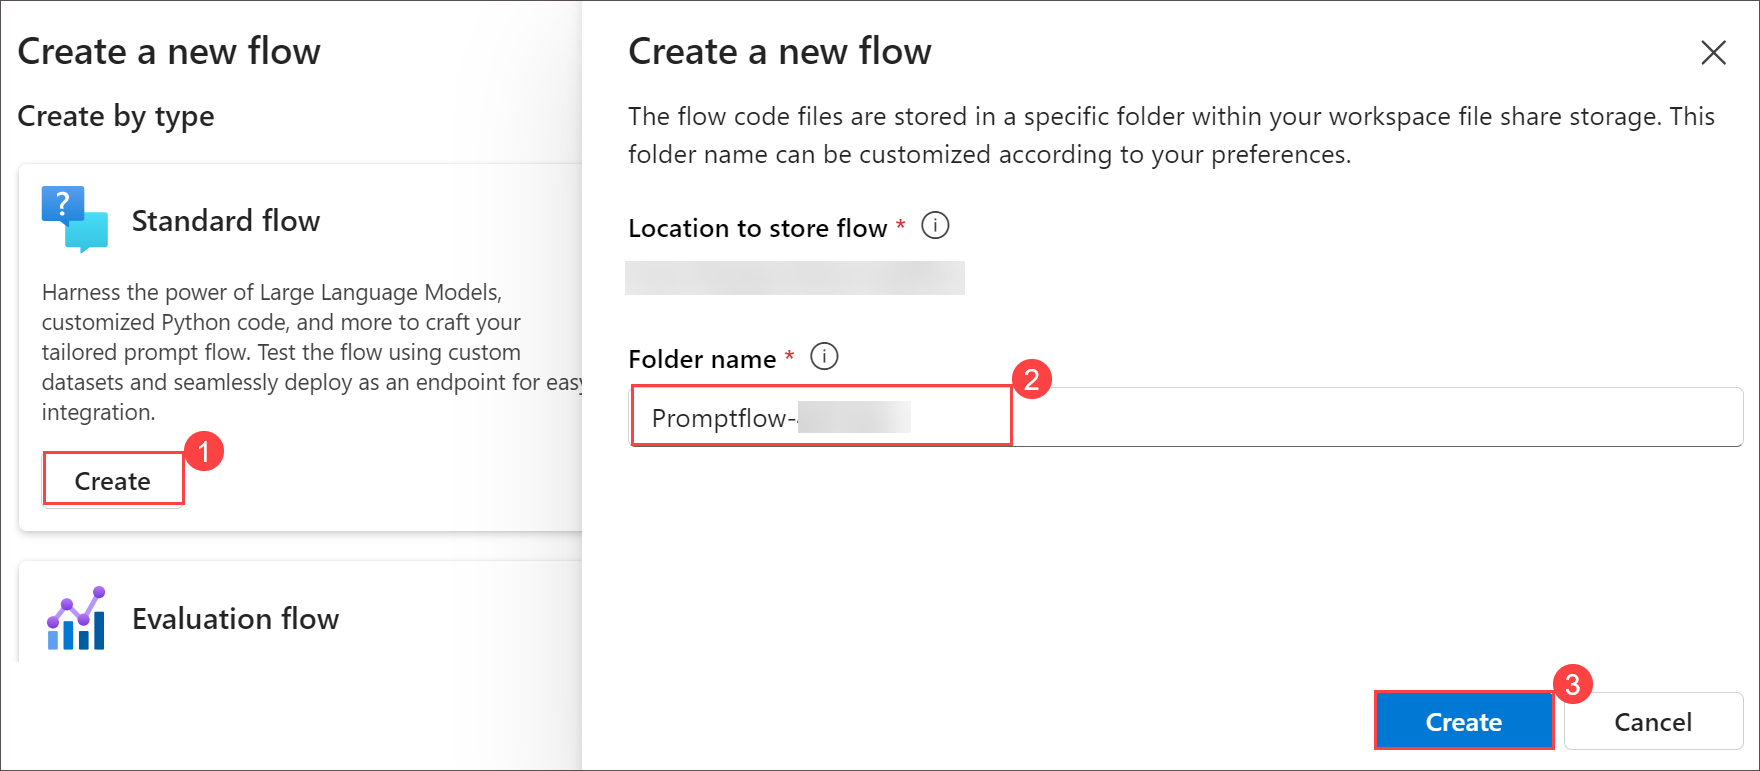 Create a new flow
Create by type
?
Standard flow
Harness the power of Large Language Models,
customized Python code, and more to craft your
tailored prompt flow. Test the flow using custom
datasets and seamlessly deploy as an endpoint for easy
integration.
1
Create
Evaluation flow
Create a new flow
The flow code files are stored in a specific folder within your workspace file share storage. This
folder name can be customized according to your preferences.
Location to store flow * i
Folder name * i
2
Promptflow-
3
Create
Cancel